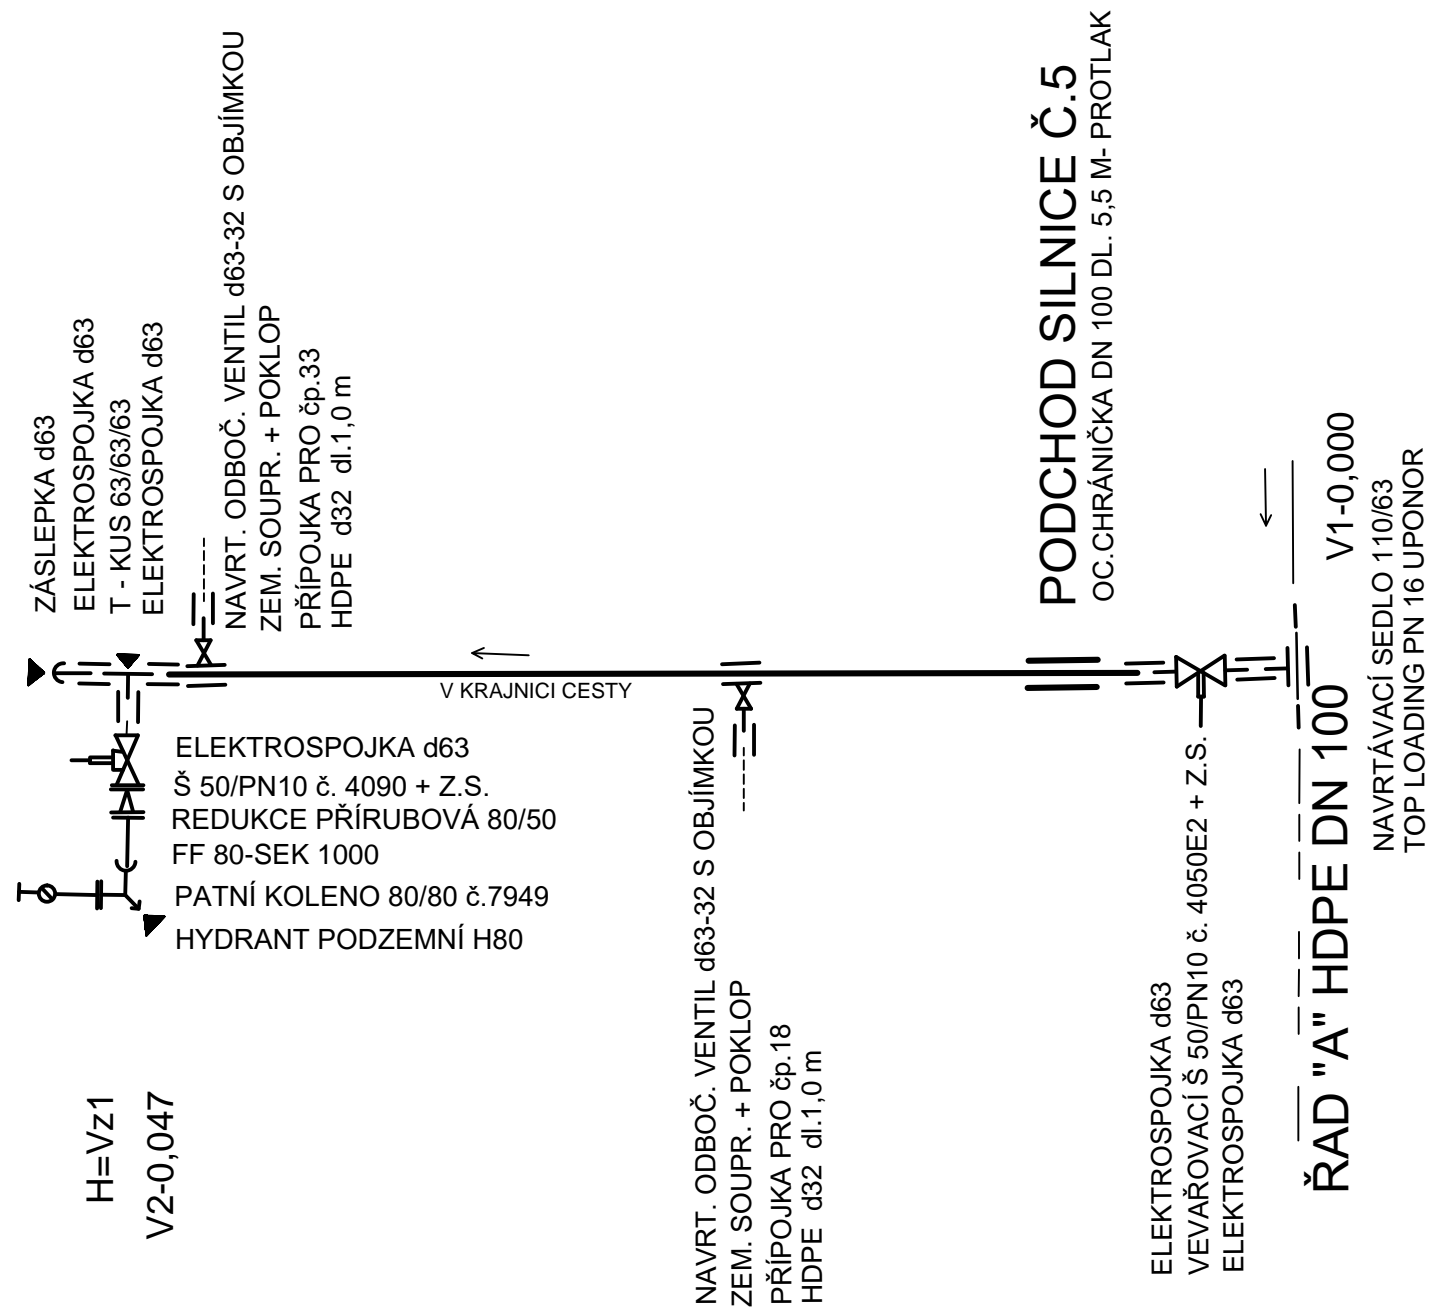 ZÁSLEPKA d63
ELEKTROSPOJKA d63
T - KUS 63/63/63
ELEKTROSPOJKA d63
NAVRT. ODBOČ. VENTIL d63-32 S OBJÍMKOU
ZEM. SOUPR. + POKLOP
PŘÍPOJKA PRO čp.33
HDPE d32 dl.1,0 m
PODCHOD SILNICE Č.5
OC.CHRÁNIČKA DN 100 DL. 5,5 M- PROTLAK
V KRAJNICI CESTY
ELEKTROSPOJKA d63
Š 50/PN10 č. 4090 + Z.S.
REDUKCE PŘÍRUBOVÁ 80/50
FF 80-SEK 1000
PATNÍ KOLENO 80/80 č.7949
HYDRANT PODZEMNÍ H80
H=Vz1
V2-0,047
NAVRT. ODBOČ. VENTIL d63-32 S OBJÍMKOU
ZEM. SOUPR. + POKLOP
PŘÍPOJKA PRO čp.18
HDPE d32 dl.1,0 m
ELEKTROSPOJKA d63
VEVAŘOVACÍ Š 50/PN10 č. 4050E2 + Z.S.
ELEKTROSPOJKA d63
ŘAD "A" HDPE DN 100
V1-0,000
NAVRTÁVACÍ SEDLO 110/63
TOP LOADING PN 16 UPONOR